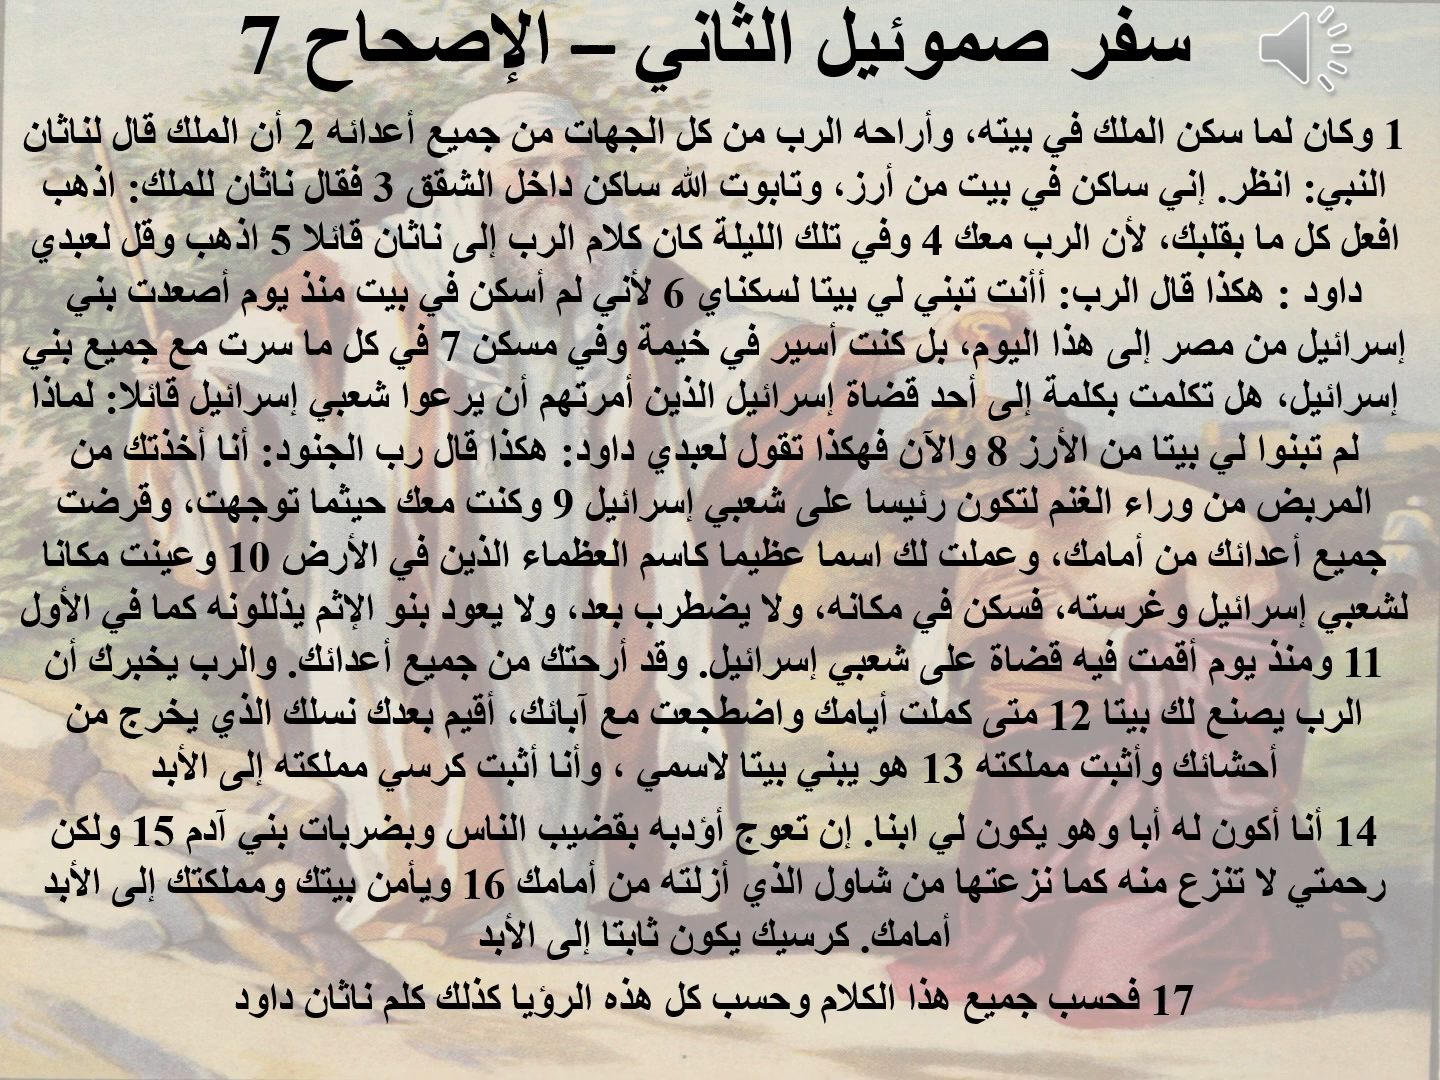 سفر صموئيل الثاني – الإصحاح 7
1 وكان لما سكن الملك في بيته، وأراحه الرب من كل الجهات من جميع أعدائه 2 أن الملك قال لناثان
النبي: انظر. إني ساكن في بيت من أرز، وتابوت الله ساكن داخل الشقق 3 فقال ناثان للملك: اذهب
افعل كل ما بقلبك، لأن الرب معك 4 وفي تلك الليلة كان كلام الرب إلى ناثان قائلا 5 اذهب وقل لعبدي
داود : هكذا قال الرب: أأنت تبني لي بيتا لسكناي 6 لأني لم أسكن في بيت منذ يوم أصعدت بني
إسرائيل من مصر إلى هذا اليوم، بل كنت أسير في خيمة وفي مسكن 7 في كل ما سرت مع جميع بني
إسرائيل، هل تكلمت بكلمة إلى أحد قضاة إسرائيل الذين أمرتهم أن يرعوا شعبي إسرائيل قائلا: لماذا
لم تبنوا لي بيتا من الأرز 8 والآن فهكذا تقول لعبدي داود: هكذا قال رب الجنود: أنا أخذتك من
المربض من وراء الغنم لتكون رئيسا على شعبي إسرائيل 9 وكنت معك حيثما توجهت، وقرضت
جميع أعدائك من أمامك، وعملت لك اسما عظيما كاسم العظماء الذين في الأرض 10 وعينت مكانا
لشعبي إسرائيل وغرسته، فسكن في مكانه، ولا يضطرب بعد، ولا يعود بنو الإثم يذللونه كما في الأول
11 ومنذ يوم أقمت فيه قضاة على شعبي إسرائيل. وقد أرحتك من جميع أعدائك. والرب يخبرك أن
الرب يصنع لك بيتا 12 متى كملت أيامك واضطجعت مع آبائك، أقيم بعدك نسلك الذي يخرج من
أحشائك وأثبت مملكته 13 هو يبني بيتا لاسمي ، وأنا أثبت كرسي مملكته إلى الأبد
14 أنا أكون له أبا وهو يكون لي ابنا. إن تعوج أؤدبه بقضيب الناس وبضربات بني آدم 15 ولكن
رحمتي لا تنزع منه كما نزعتها من شاول الذي أزلته من أمامك 16 ويأمن بيتك ومملكتك إلى الأبد
أمامك. كرسيك يكون ثابتا إلى الأبد
17 فحسب جميع هذا الكلام وحسب كل هذه الرؤيا كذلك كلم ناثان داود